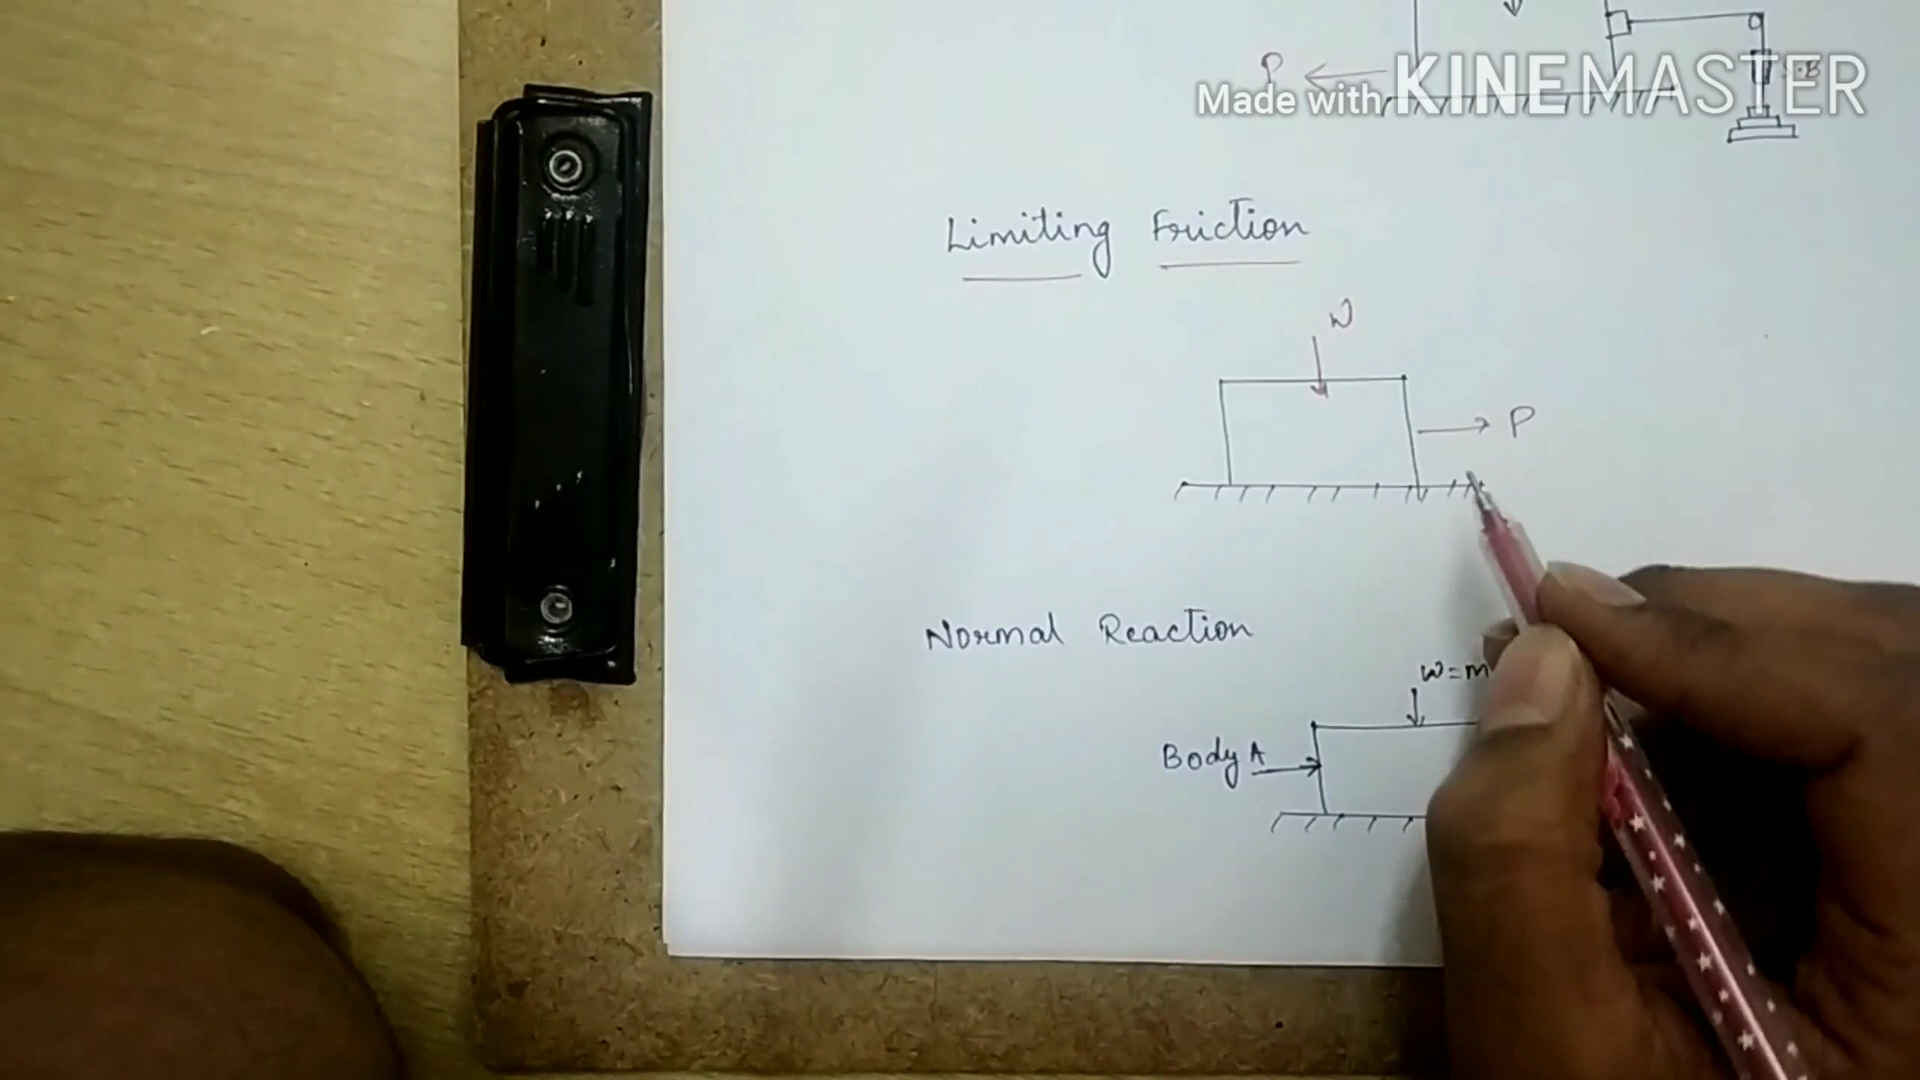 P
S.B
Made with KINEMASTER
Limiting Friction
W
P
Normal Reaction
W=m
Body A